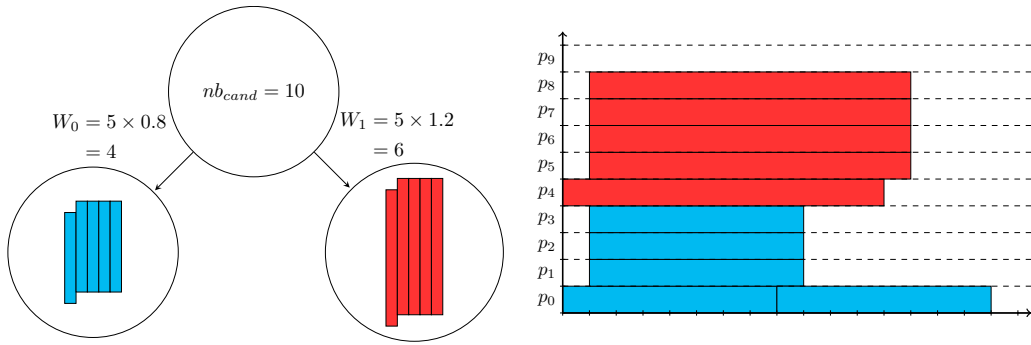 nb_cand = 10
W_0 = 5 × 0.8
= 4
W_1 = 5 × 1.2
= 6
p_9
p_8
p_7
p_6
p_5
p_4
p_3
p_2
p_1
p_0